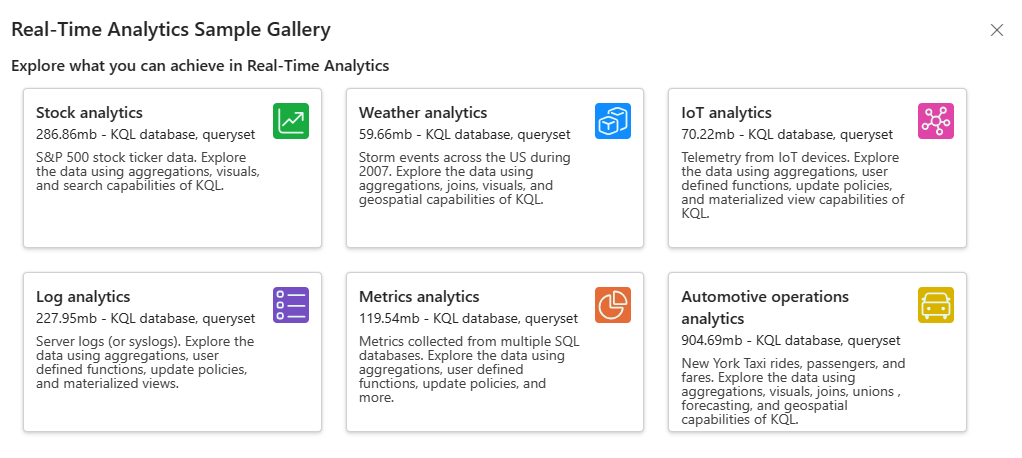 Real-Time Analytics Sample Gallery
Explore what you can achieve in Real-Time Analytics
Stock analytics
286.86mb - KQL database, queryset
S&P 500 stock ticker data. Explore
the data using aggregations, visuals,
and search capabilities of KQL.
Weather analytics
59.66mb - KQL database, queryset
Storm events across the US during
2007. Explore the data using
aggregations, joins, visuals, and
geospatial capabilities of KQL.
IoT analytics
70.22mb - KQL database, queryset
Telemetry from IoT devices. Explore
the data using aggregations, user
defined functions, update policies,
and materialized view capabilities of
KQL.
Log analytics
227.95mb - KQL database, queryset
Server logs (or syslogs). Explore the
data using aggregations, user
defined functions, update policies,
and materialized views.
Metrics analytics
119.54mb - KQL database, queryset
Metrics collected from multiple SQL
databases. Explore the data using
aggregations, user defined
functions, update policies, and
more.
Automotive operations
analytics
904.69mb - KQL database, queryset
New York Taxi rides, passengers, and
fares. Explore the data using
aggregations, visuals, joins, unions ,
forecasting, and geospatial
capabilities of KQL.